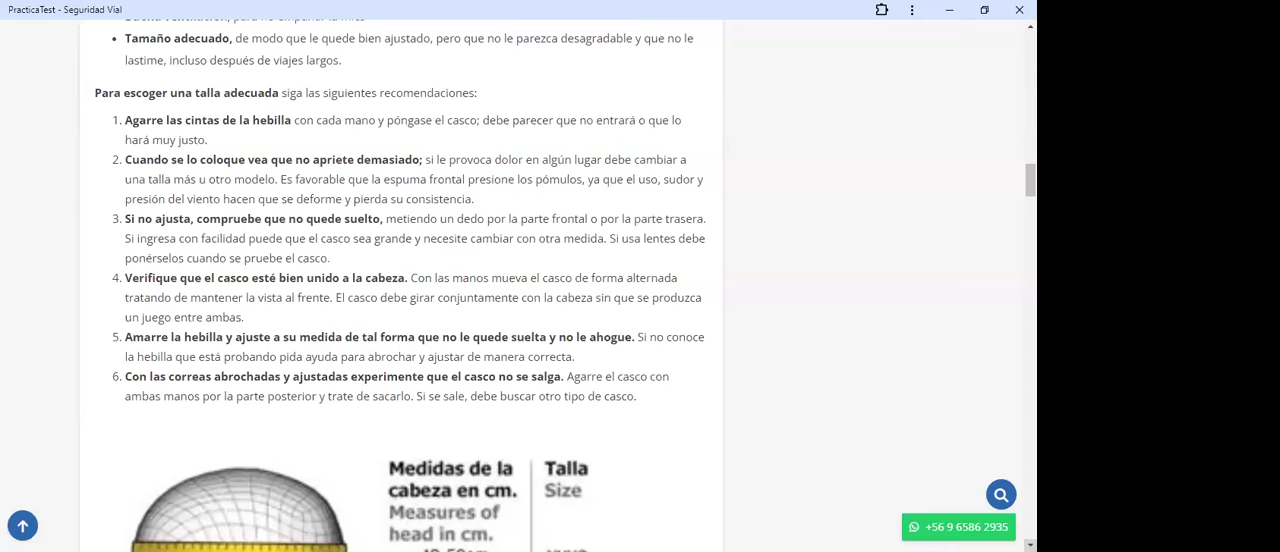 PracticaTest - Seguridad Vial
Tamaño adecuado, de modo que le quede bien ajustado, pero que no le parezca desagradable y que no le
lastime, incluso después de viajes largos.
Para escoger una talla adecuada siga las siguientes recomendaciones:
1. Agarre las cintas de la hebilla con cada mano y póngase el casco; debe parecer que no entrará o que lo
hará muy justo.
2. Cuando se lo coloque vea que no apriete demasiado; si le provoca dolor en algún lugar debe cambiar a
una talla más u otro modelo. Es favorable que la espuma frontal presione los pómulos, ya que el uso, sudor y
presión del viento hacen que se deforme y pierda su consistencia.
3. Si no ajusta, compruebe que no quede suelto, metiendo un dedo por la parte frontal o por la parte trasera.
Si ingresa con facilidad puede que el casco sea grande y necesite cambiar con otra medida. Si usa lentes debe
ponérselos cuando se pruebe el casco.
4. Verifique que el casco esté bien unido a la cabeza. Con las manos mueva el casco de forma alternada
tratando de mantener la vista al frente. El casco debe girar conjuntamente con la cabeza sin que se produzca
un juego entre ambas.
5. Amarre la hebilla y ajuste a su medida de tal forma que no le quede suelta y no le ahogue. Si no conoce
la hebilla que está probando pida ayuda para abrochar y ajustar de manera correcta.
6. Con las correas abrochadas y ajustadas experimente que el casco no se salga. Agarre el casco con
ambas manos por la parte posterior y trate de sacarlo. Si se sale, debe buscar otro tipo de casco.
Medidas de la
cabeza en cm.
Measures of
head in cm.
Talla
Size
+56 9 6586 2935